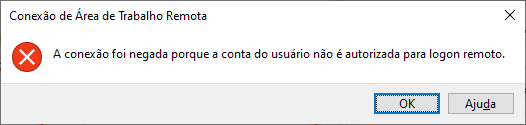 Conexão de Área de Trabalho Remota
A conexão foi negada porque a conta do usuário não é autorizada para logon remoto.
OK
Ajuda